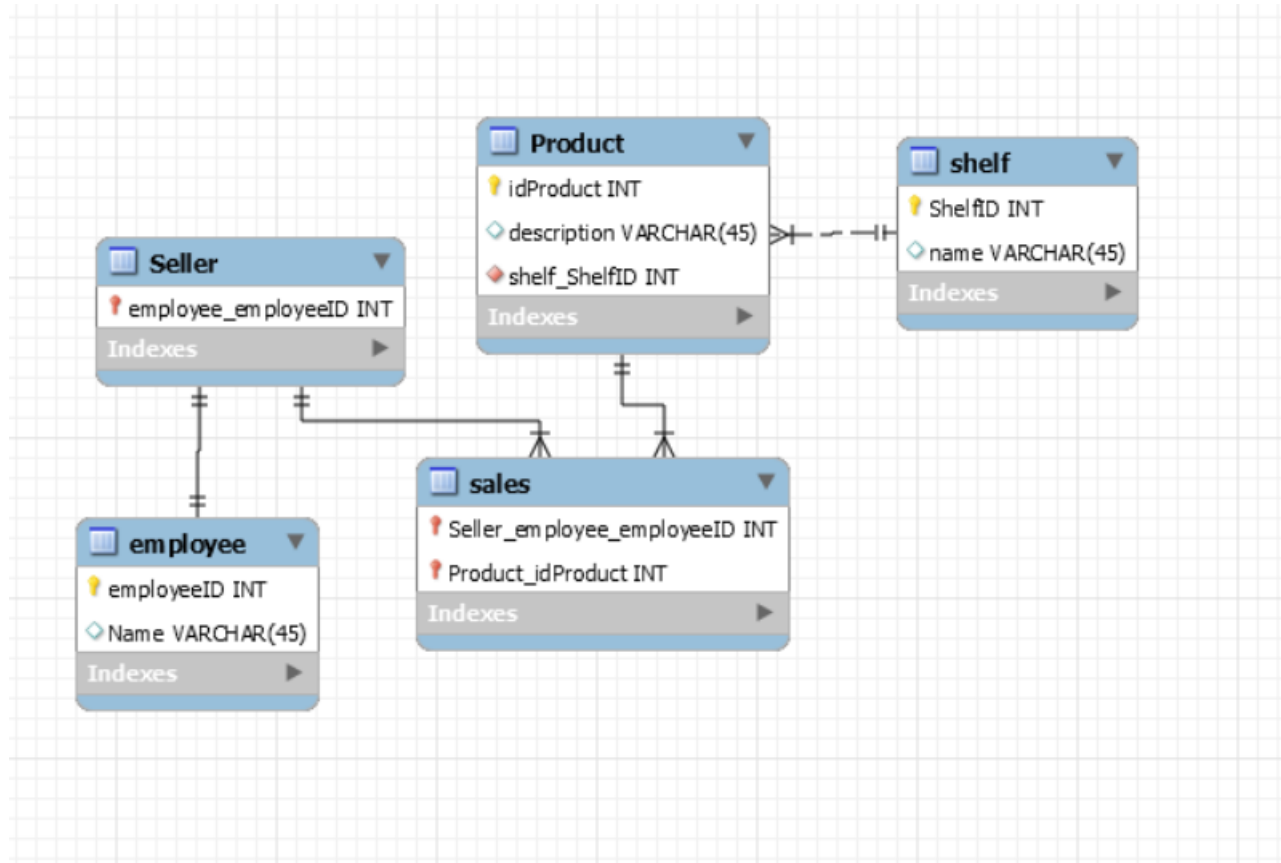 Product
idProduct INT
description VARCHAR(45)
shelf_ShelfID INT
Indexes
shelf
ShelfID INT
name VARCHAR(45)
Indexes
Seller
employee_employeeID INT
Indexes
sales
Seller_employee_employeeID INT
Product_idProduct INT
Indexes
employee
employeeID INT
Name VARCHAR(45)
Indexes